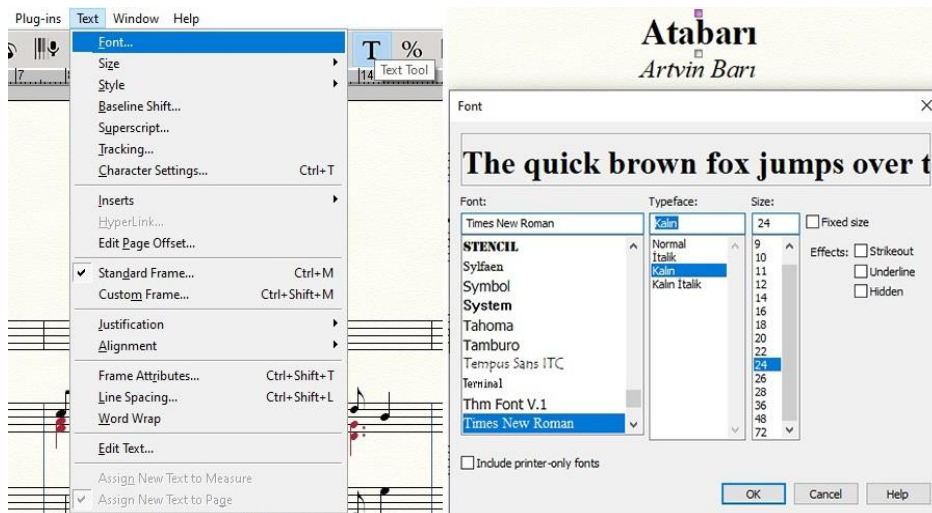 Plug-ins Text Window Help
Font...
Size
Style
Baseline Shift...
Superscript...
Tracking...
Character Settings... Ctrl+T
Inserts
HyperLink...
Edit Page Offset...
Standard Frame... Ctrl+M
Custom Frame... Ctrl+Shift+M
Justification
Alignment
Frame Attributes... Ctrl+Shift+T
Line Spacing... Ctrl+Shift+L
Word Wrap
Edit Text...
Assign New Text to Measure
Assign New Text to Page
T %
Text Tool
7
14
Atabarı
Artvin Barı
Font
The quick brown fox jumps over t
Font: Typeface: Size:
Times New Roman Kalın 24 Fixed size
STENCIL
Sylfaen
Symbol
System
Tahoma
Tamburo
Tempus Sans ITC
Terminal
Thm Font V.1
Times New Roman
Normal
İtalik
Kalın
Kalın İtalik
9
10
11
12
14
16
18
20
22
24
26
28
36
48
72
Effects: Strikeout
Underline
Hidden
Include printer-only fonts
OK Cancel Help